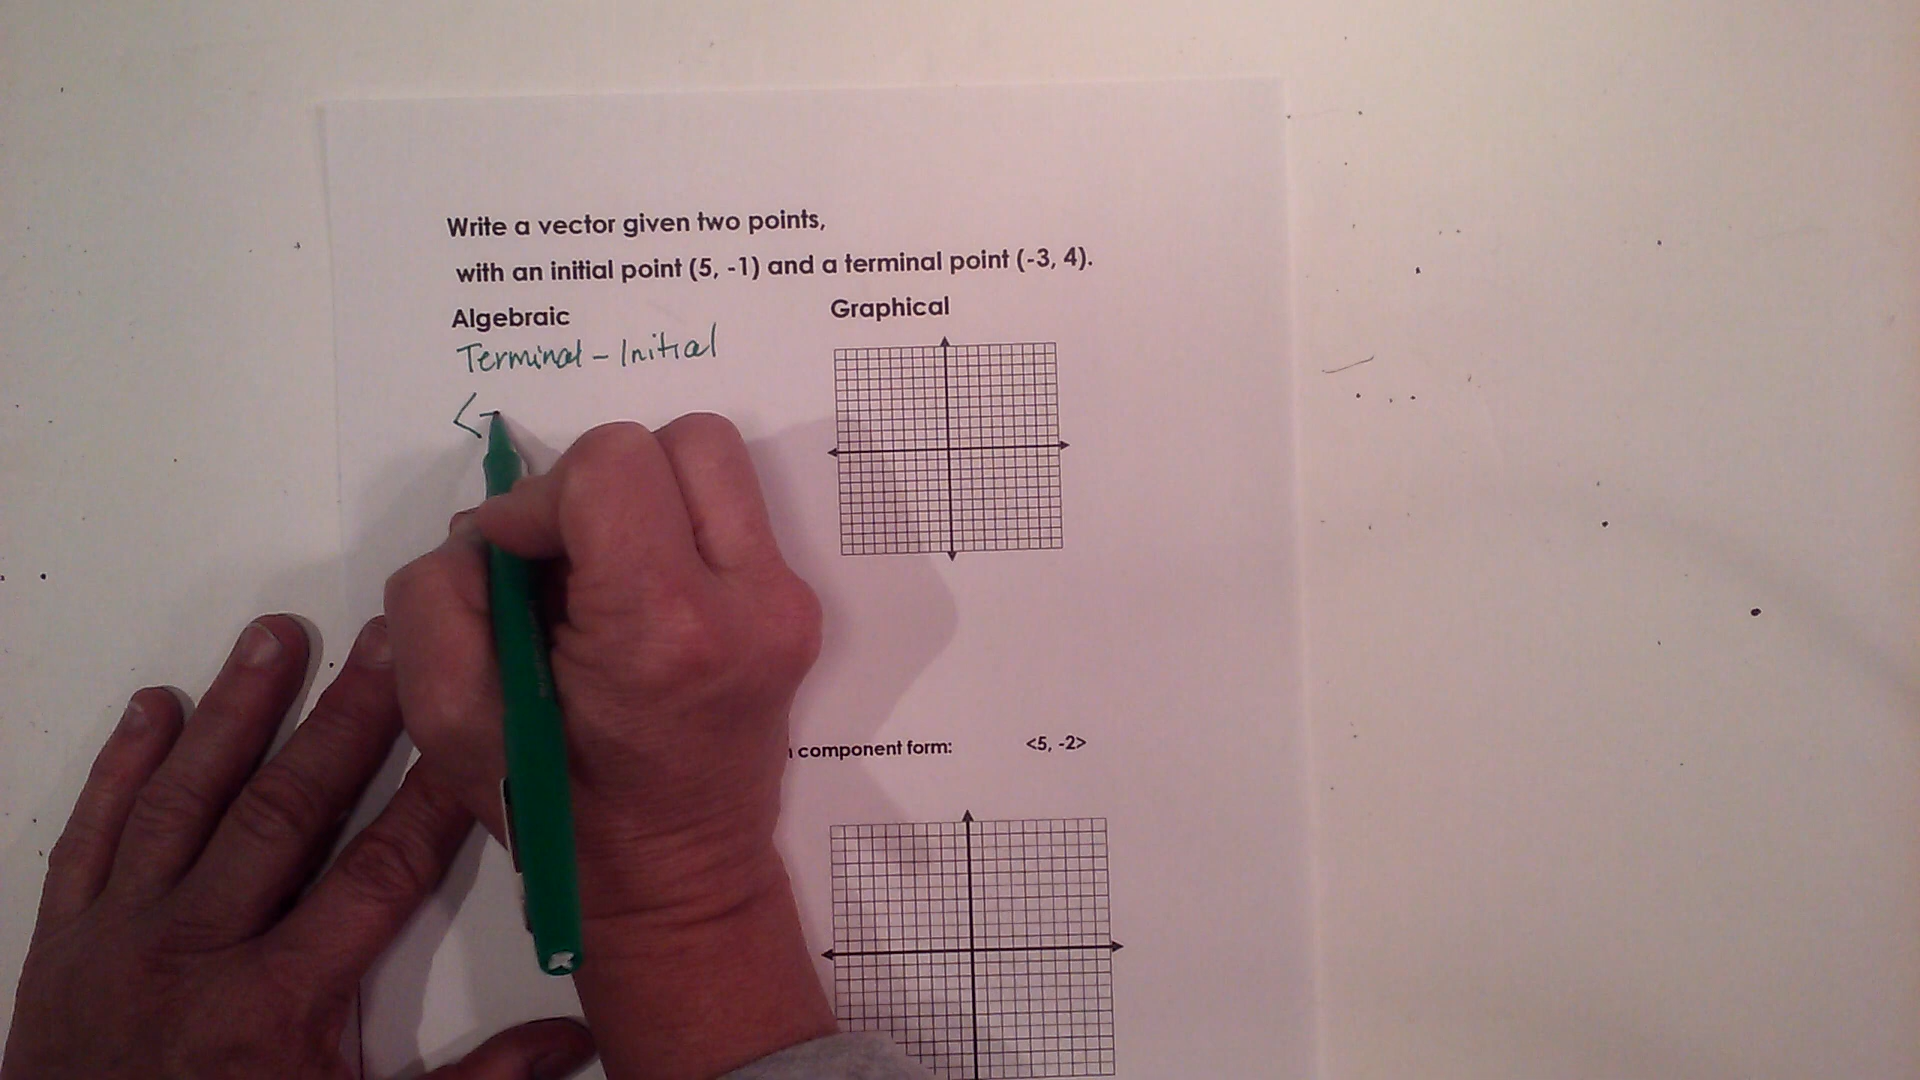 Write a vector given two points,
with an initial point (5, -1) and a terminal point (-3, 4).
Algebraic
Graphical
Terminal - Initial
<-
component form: <5, -2>